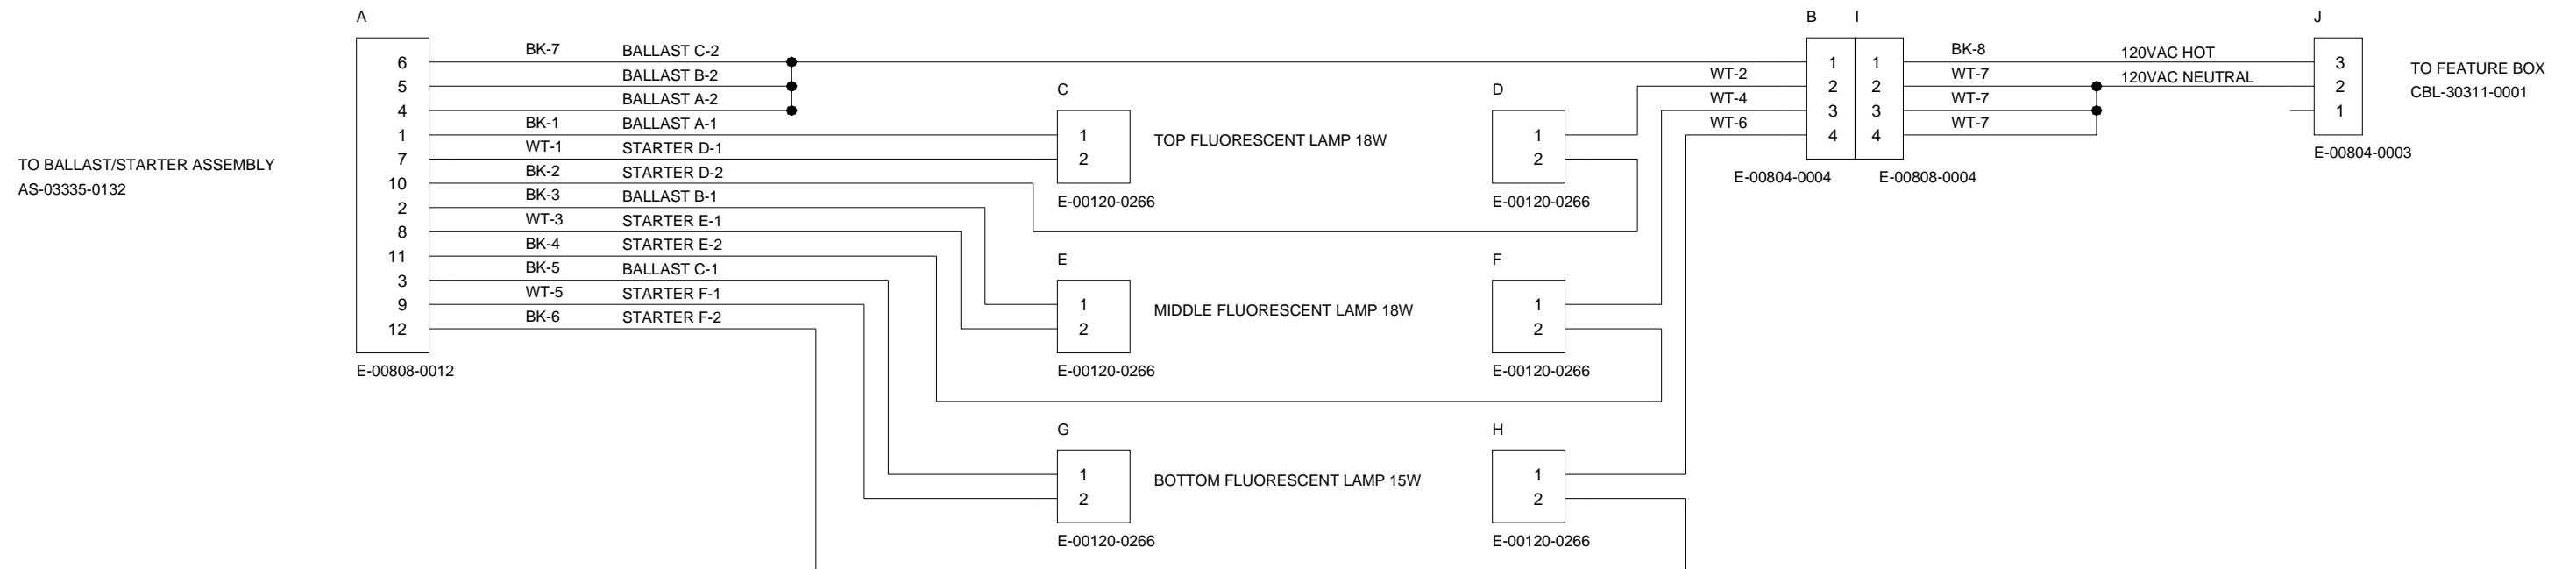 A
B I
J
6 BK-7 BALLAST C-2
5 BALLAST B-2
4 BALLAST A-2
1 BK-1 BALLAST A-1
7 WT-1 STARTER D-1
10 BK-2 STARTER D-2
2 BK-3 BALLAST B-1
8 WT-3 STARTER E-1
11 BK-4 STARTER E-2
3 BK-5 BALLAST C-1
9 WT-5 STARTER F-1
12 BK-6 STARTER F-2
E-00808-0012
TO BALLAST/STARTER ASSEMBLY
AS-03335-0132
C
1
2
E-00120-0266
TOP FLUORESCENT LAMP 18W
D
1
2
E-00120-0266
E
1
2
E-00120-0266
MIDDLE FLUORESCENT LAMP 18W
F
1
2
E-00120-0266
G
1
2
E-00120-0266
BOTTOM FLUORESCENT LAMP 15W
H
1
2
E-00120-0266
1 1 BK-8 120VAC HOT 3
WT-2 2 2 WT-7 120VAC NEUTRAL 2
WT-4 3 3 WT-7 1
WT-6 4 4 WT-7
E-00804-0004
E-00808-0004
E-00804-0003
TO FEATURE BOX
CBL-30311-0001